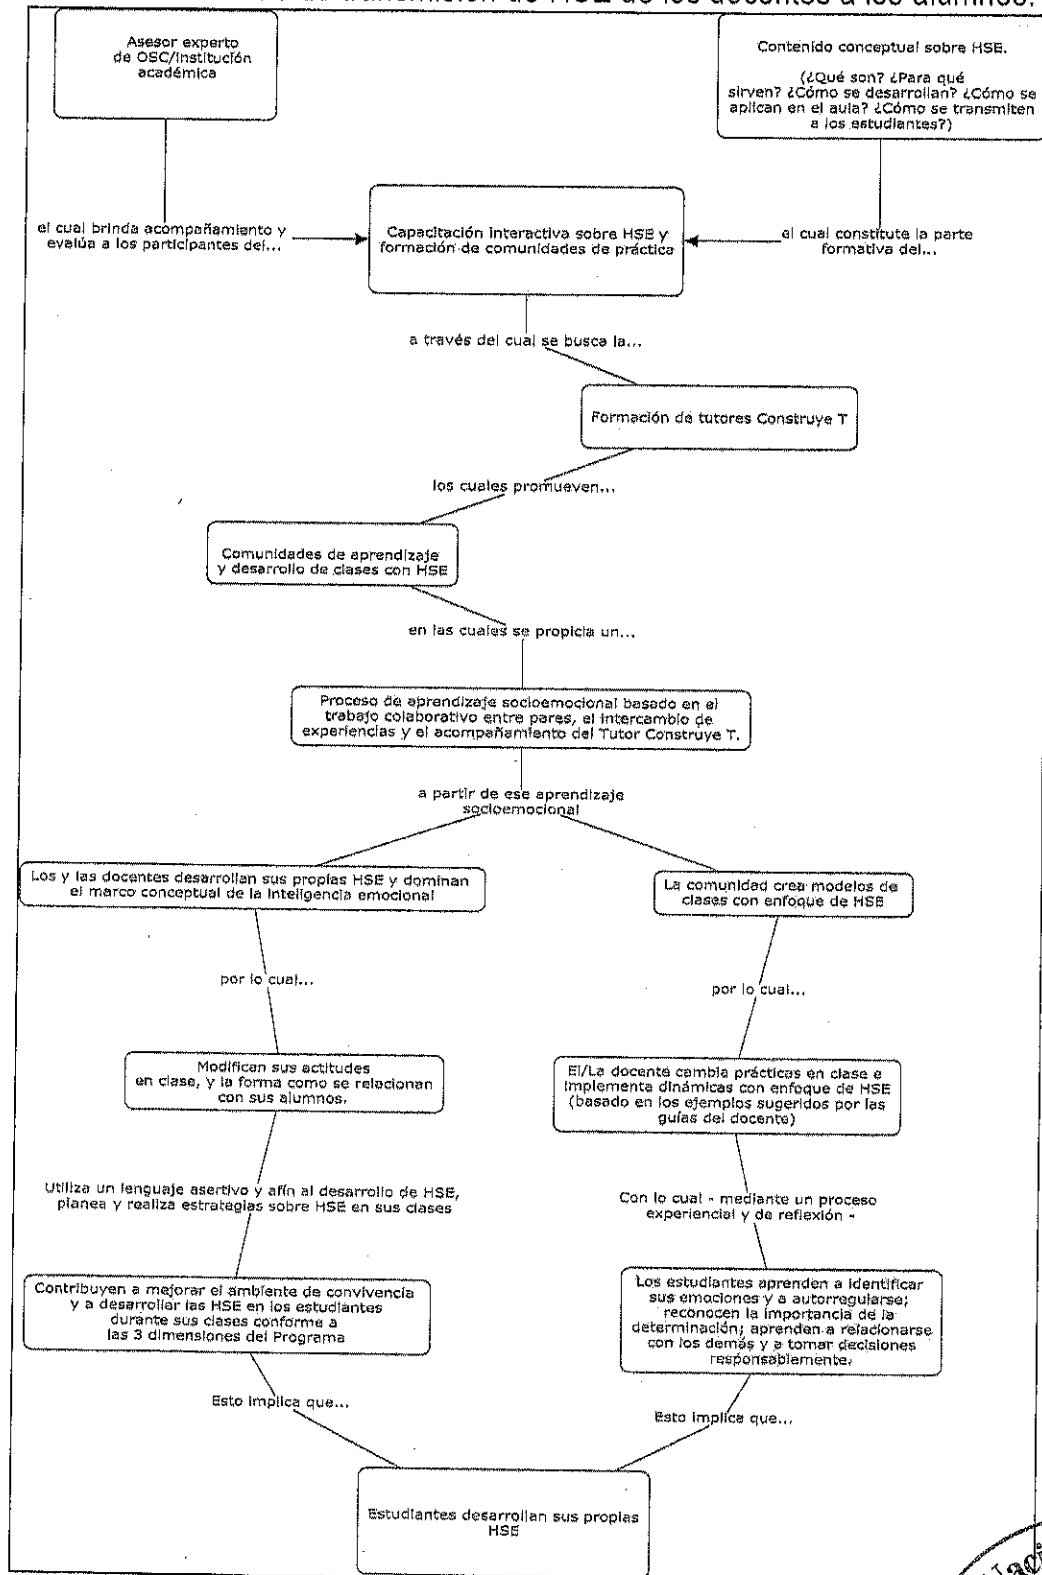 transmisión de HSE de los docentes a los alumnos.
Asesor experto
de OSC/Institución
académica
Contenido conceptual sobre HSE.
(¿Qué son? ¿Para qué
sirven? ¿Cómo se desarrollan? ¿Cómo se
aplican en el aula? ¿Cómo se transmiten
a los estudiantes?)
el cual brinda acompañamiento y
evalúa a los participantes del...
Capacitación interactiva sobre HSE y
formación de comunidades de práctica
el cual constitute la parte
formativa del...
a través del cual se busca la...
Formación de tutores Construye T
los cuales promueven...
Comunidades de aprendizaje
y desarrollo de clases con HSE
en las cuales se propicia un...
Proceso de aprendizaje socioemocional basado en el
trabajo colaborativo entre pares, el intercambio de
experiencias y el acompañamiento del Tutor Construye T.
a partir de ese aprendizaje
socioemocional
Los y las docentes desarrollan sus propias HSE y dominan
el marco conceptual de la inteligencia emocional
La comunidad crea modelos de
clases con enfoque de HSE
por lo cual...
por lo cual...
Modifican sus actitudes
en clase, y la forma como se relacionan
con sus alumnos.
El/La docente cambia prácticas en clase e
implementa dinámicas con enfoque de HSE
(basado en los ejemplos sugeridos por las
guías del docente)
Utiliza un lenguaje asertivo y afín al desarrollo de HSE,
planea y realiza estrategias sobre HSE en sus clases
Con lo cual - mediante un proceso
experiencial y de reflexión -
Contribuyen a mejorar el ambiente de convivencia
y a desarrollar las HSE en los estudiantes
durante sus clases conforme a
las 3 dimensiones del Programa
Los estudiantes aprenden a identificar
sus emociones y a autorregularse;
reconocen la importancia de la
determinación; aprenden a relacionarse
con los demás y a tomar decisiones
responsablemente.
Esto implica que...
Esto implica que...
Estudiantes desarrollan sus propias
HSE